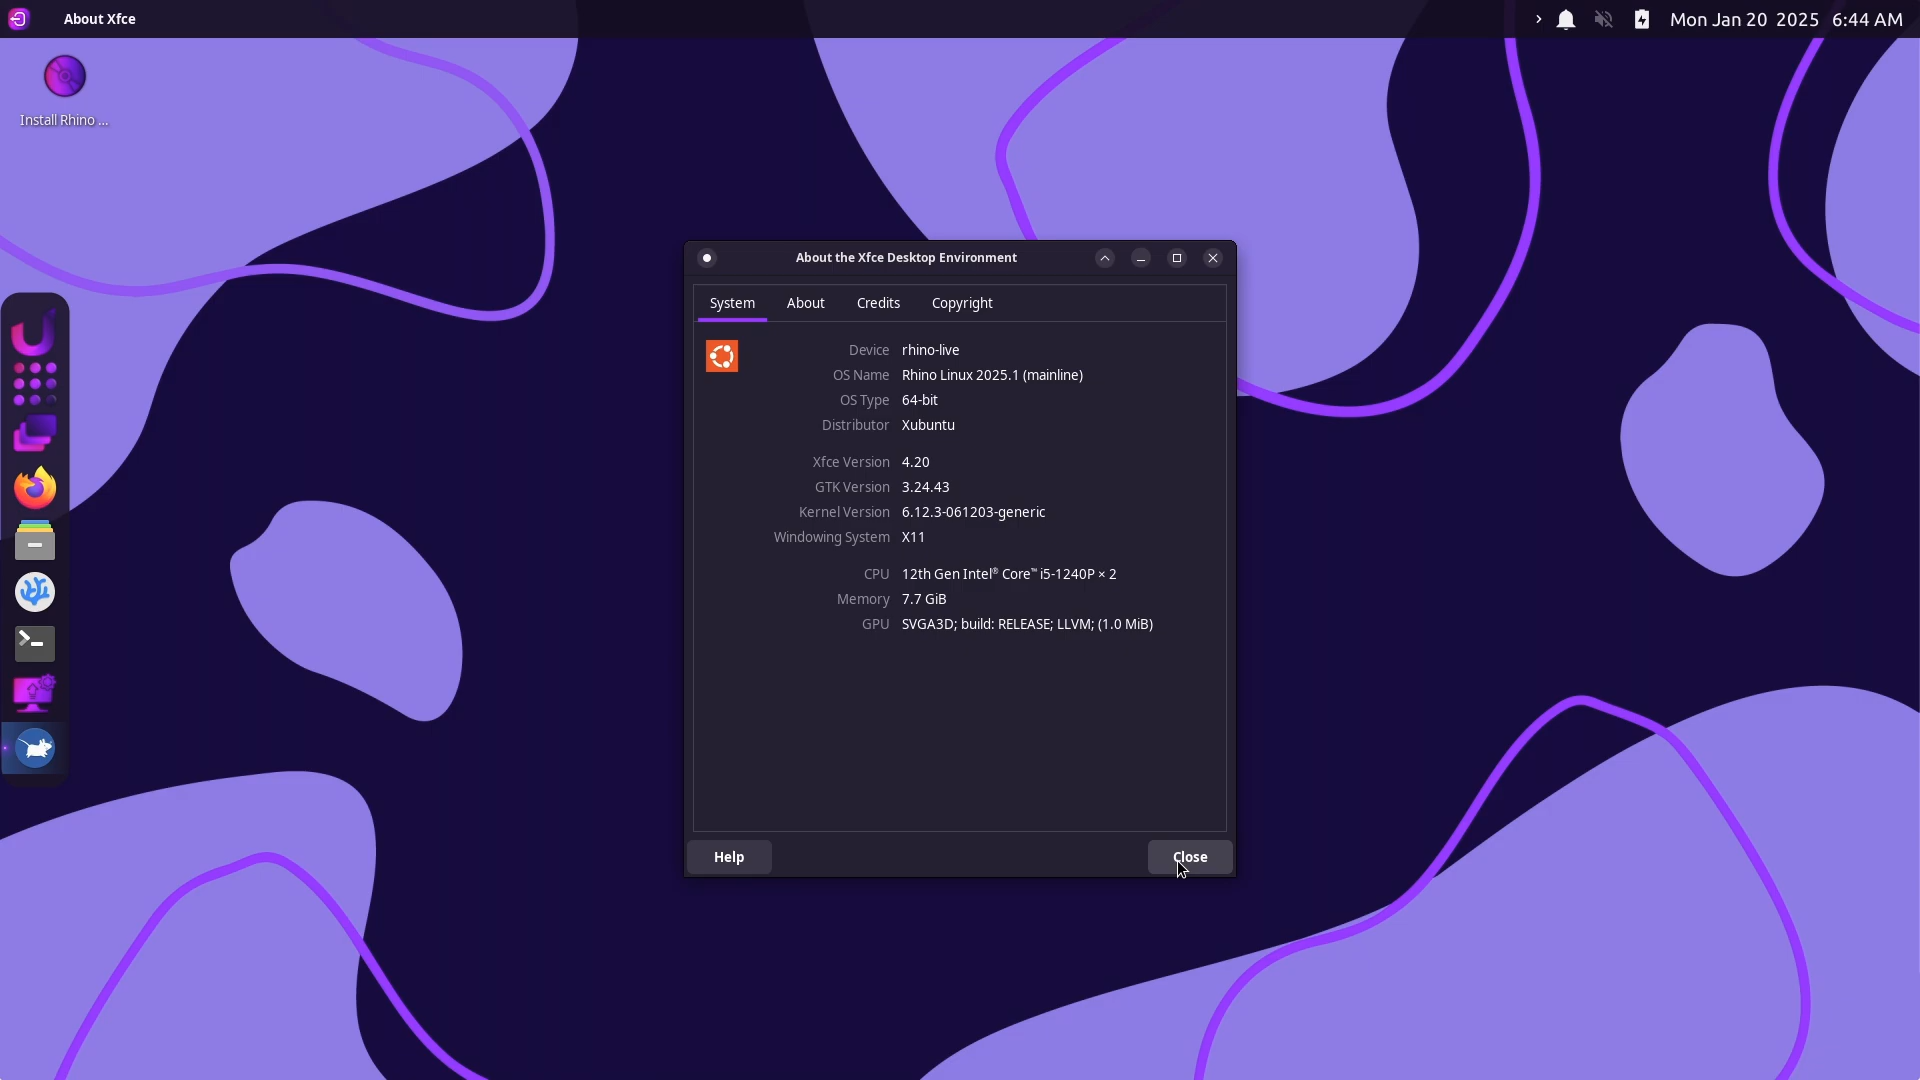 About Xfce
Mon Jan 20 2025 6:44 AM
Install Rhino ...
About the Xfce Desktop Environment
System About Credits Copyright
Device rhino-live
OS Name Rhino Linux 2025.1 (mainline)
OS Type 64-bit
Distributor Xubuntu
Xfce Version 4.20
GTK Version 3.24.43
Kernel Version 6.12.3-061203-generic
Windowing System X11
CPU 12th Gen Intel® Core™ i5-1240P × 2
Memory 7.7 GiB
GPU SVGA3D; build: RELEASE; LLVM; (1.0 MiB)
Help Close